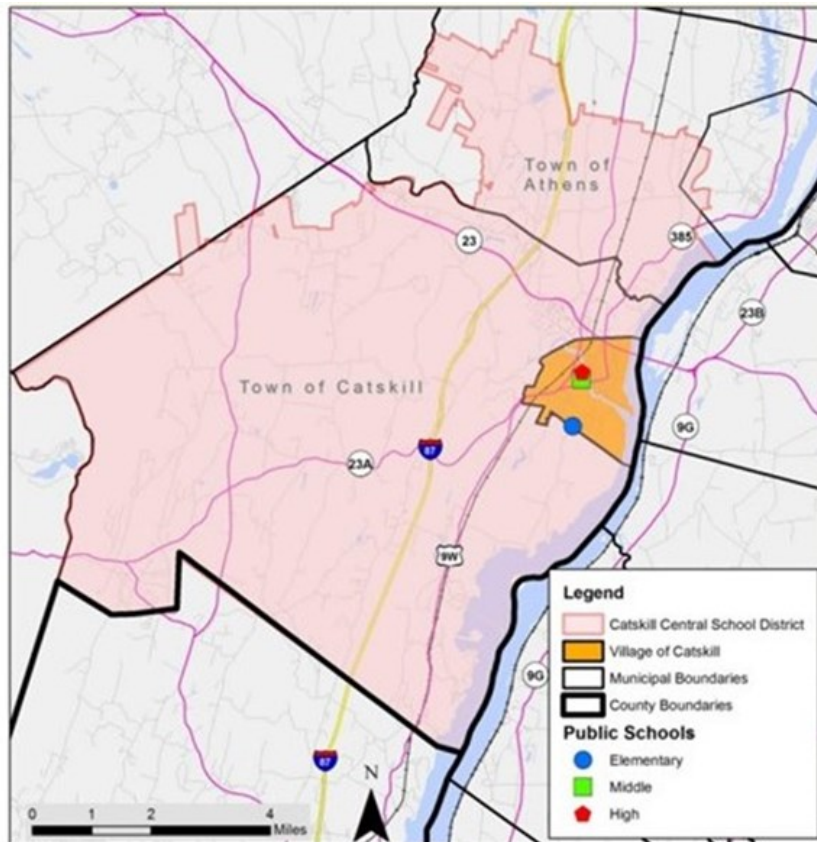 Town of
Athens
23
385
23B
Town of Catskill
9G
87
23A
9W
Legend
Catskill Central School District
Village of Catskill
Municipal Boundaries
County Boundaries
Public Schools
Elementary
Middle
High
9G
87
N
0 1 2 4
Miles